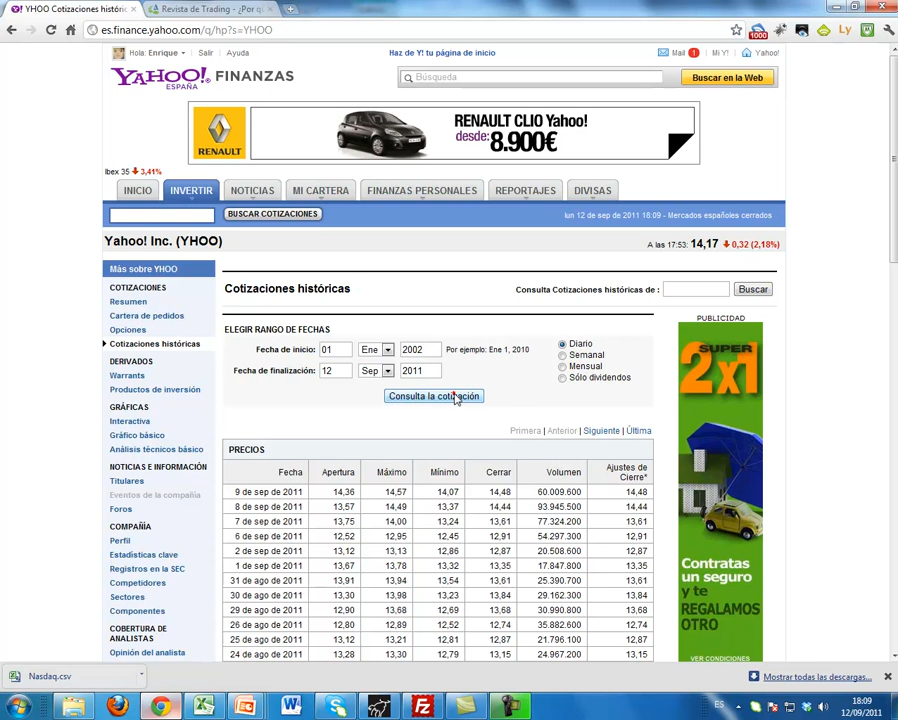 YHOO Cotizaciones históric
Revista de Trading - ¿Por q
es.finance.yahoo.com/q/hp?s=YHOO
1000
Ly
Hola: Enrique
Salir
Ayuda
Haz de Y! tu página de inicio
Mail 1
Mi Y!
Yahoo!
YAHOO! FINANZAS
ESPAÑA
Búsqueda
Buscar en la Web
RENAULT
RENAULT CLIO Yahoo!
desde: 8.900€
Ibex 35 3,41%
INICIO
INVERTIR
NOTICIAS
MI CARTERA
FINANZAS PERSONALES
REPORTAJES
DIVISAS
BUSCAR COTIZACIONES
lun 12 de sep de 2011 18:09 - Mercados españoles cerrados
Yahoo! Inc. (YHOO)
A las 17:53: 14,17 0,32 (2,18%)
Más sobre YHOO
COTIZACIONES
Resumen
Cartera de pedidos
Opciones
Cotizaciones históricas
DERIVADOS
Warrants
Productos de inversión
GRÁFICAS
Interactiva
Gráfico básico
Análisis técnicos básico
NOTICIAS E INFORMACIÓN
Titulares
Eventos de la compañía
Foros
COMPAÑÍA
Perfil
Estadísticas clave
Registros en la SEC
Competidores
Sectores
Componentes
COBERTURA DE
ANALISTAS
Opinión del analista
Cotizaciones históricas
Consulta Cotizaciones históricas de :
Buscar
ELEGIR RANGO DE FECHAS
Fecha de inicio: 01 Ene 2002 Por ejemplo: Ene 1, 2010
Fecha de finalización: 12 Sep 2011
Diario
Semanal
Mensual
Sólo dividendos
Consulta la cotización
Primera | Anterior | Siguiente | Última
PRECIOS
Fecha Apertura Máximo Mínimo Cerrar Volumen Ajustes de Cierre*
9 de sep de 2011 14,36 14,57 14,07 14,48 60.009.600 14,48
8 de sep de 2011 13,57 14,49 13,37 14,44 93.945.500 14,44
7 de sep de 2011 13,75 14,00 13,24 13,61 77.324.200 13,61
6 de sep de 2011 12,52 12,95 12,45 12,91 54.297.300 12,91
2 de sep de 2011 13,12 13,13 12,86 12,87 20.508.600 12,87
1 de sep de 2011 13,67 13,78 13,32 13,35 17.847.800 13,35
31 de ago de 2011 13,91 13,94 13,54 13,61 25.390.700 13,61
30 de ago de 2011 13,60 13,98 13,23 13,84 29.162.100 13,84
29 de ago de 2011 12,90 13,68 12,69 13,68 30.990.800 13,68
26 de ago de 2011 12,80 12,89 12,52 12,74 35.882.600 12,74
25 de ago de 2011 13,12 13,21 12,81 12,87 21.796.100 12,87
24 de ago de 2011 13,28 13,30 12,79 13,15 24.967.200 13,15
PUBLICIDAD
SUPER
2x1
Contratas
un seguro
y te
REGALAMOS
OTRO
VER CONDICIONES
Nasdaq.csv
Mostrar todas las descargas...
ES
18:09
12/09/2011